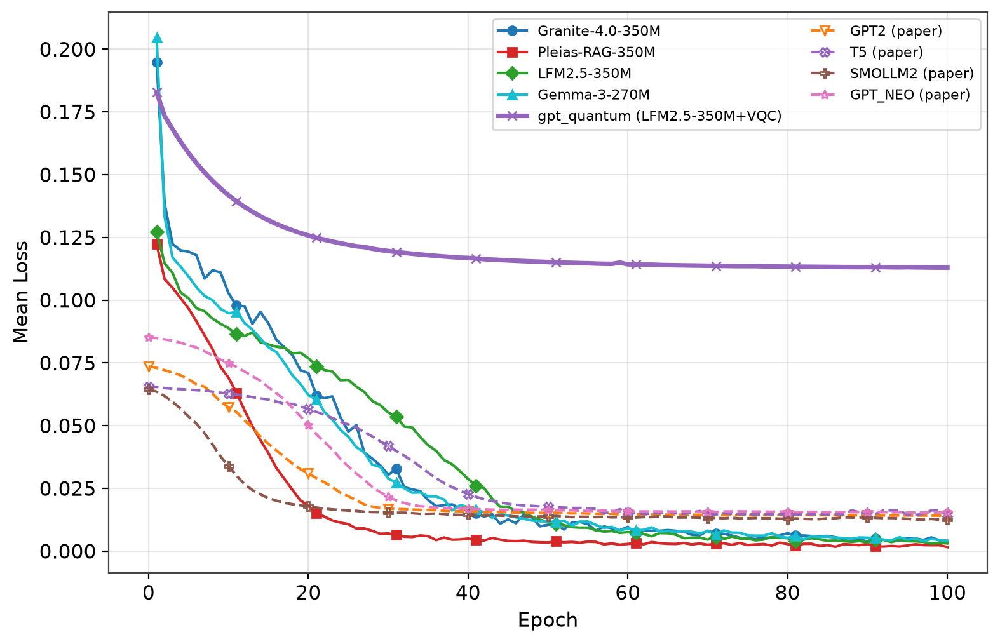 Granite-4.0-350M
Pleias-RAG-350M
LFM2.5-350M
Gemma-3-270M
gpt_quantum (LFM2.5-350M+VQC)
GPT2 (paper)
T5 (paper)
SMOLLM2 (paper)
GPT_NEO (paper)
Mean Loss
0.200
0.175
0.150
0.125
0.100
0.075
0.050
0.025
0.000
0 20 40 60 80 100
Epoch